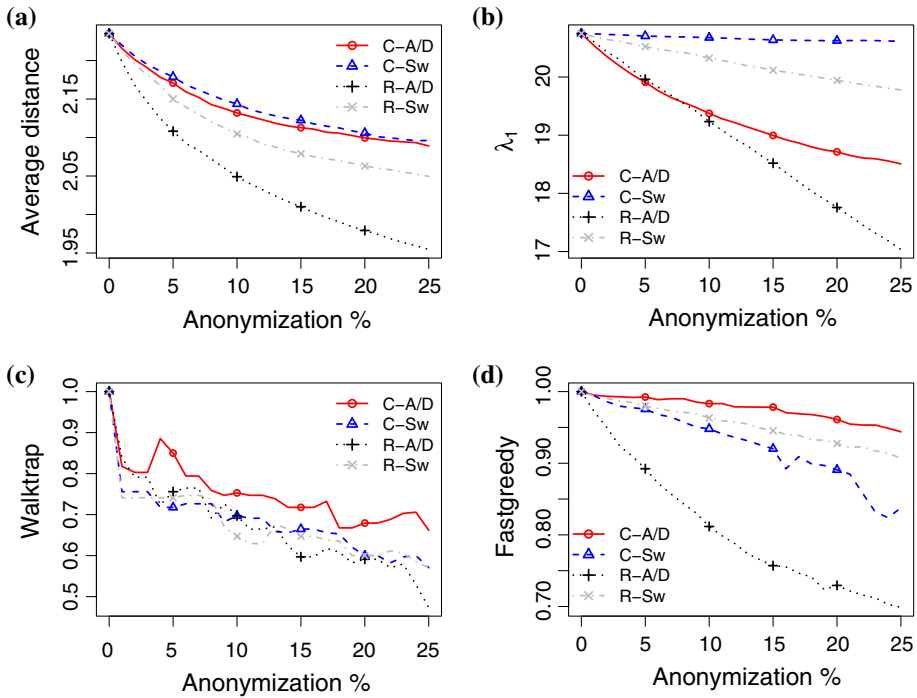 (a)
Average distance
1.95
2.05
2.15
C−A/D
C−Sw
R−A/D
R−Sw
0 5 10 15 20 25
Anonymization %
(b)
λ1
17 18 19 20
C−A/D
C−Sw
R−A/D
R−Sw
0 5 10 15 20 25
Anonymization %
(c)
Walktrap
0.5 0.6 0.7 0.8 0.9 1.0
C−A/D
C−Sw
R−A/D
R−Sw
0 5 10 15 20 25
Anonymization %
(d)
Fastgreedy
0.70 0.80 0.90 1.00
C−A/D
C−Sw
R−A/D
R−Sw
0 5 10 15 20 25
Anonymization %